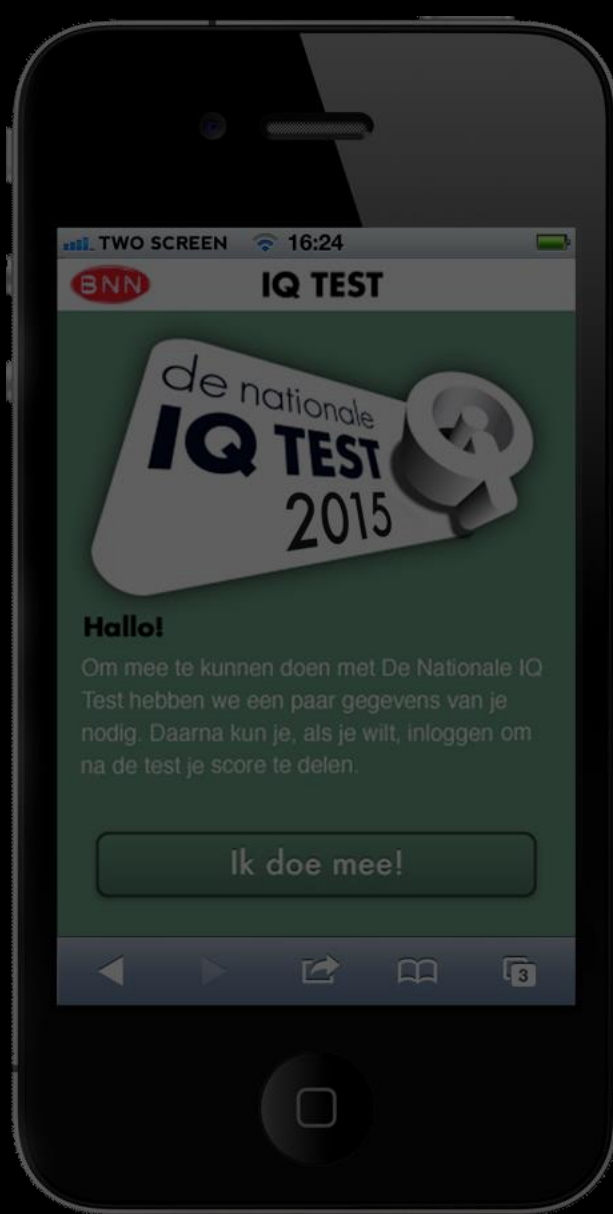 TWO SCREEN 16:24
BNN IQ TEST
de nationale
IQ TEST
2015
Hallo!
Om mee te kunnen doen met De Nationale IQ
Test hebben we een paar gegevens van je
nodig. Daarna kun je, als je wilt, inloggen om
na de test je score te delen.
Ik doe mee!
3